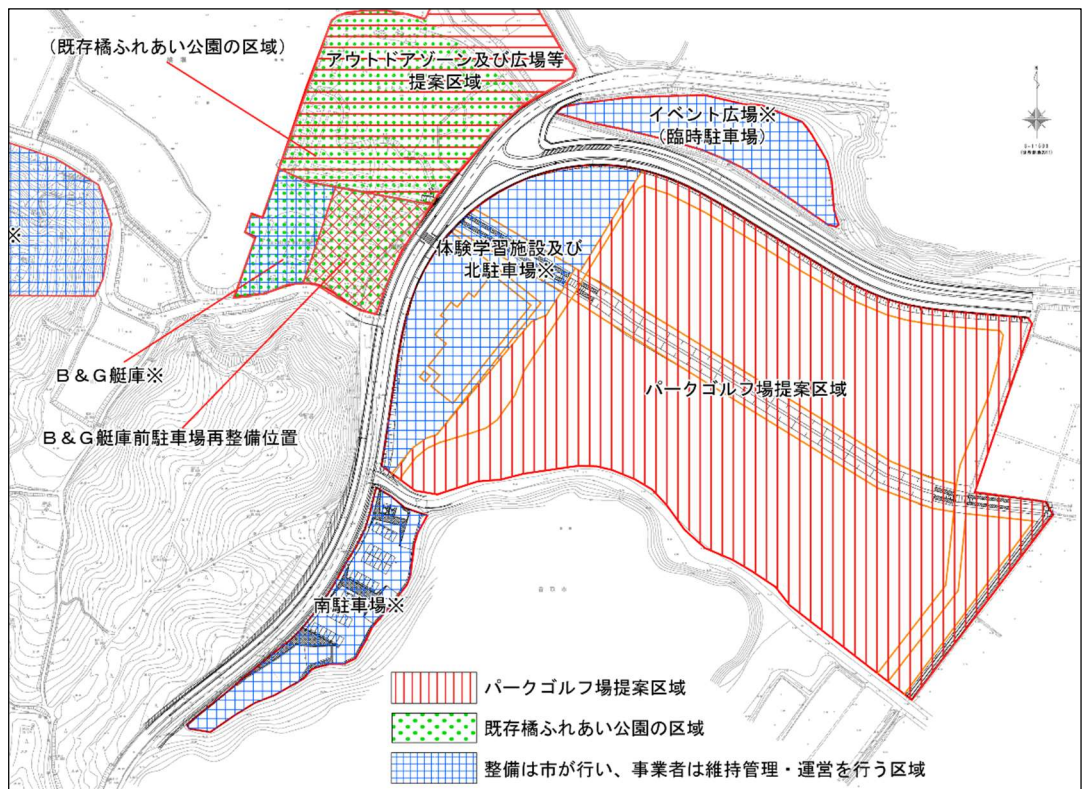 (既存橘ふれあい公園の区域)
アウトドアゾーン及び広場等
提案区域
イベント広場※
(臨時駐車場)
※
体験学習施設及び
北駐車場※
B&G艇庫※
パークゴルフ場提案区域
B&G艇庫前駐車場再整備位置
南駐車場※
パークゴルフ場提案区域
既存橘ふれあい公園の区域
整備は市が行い、事業者は維持管理・運営を行う区域